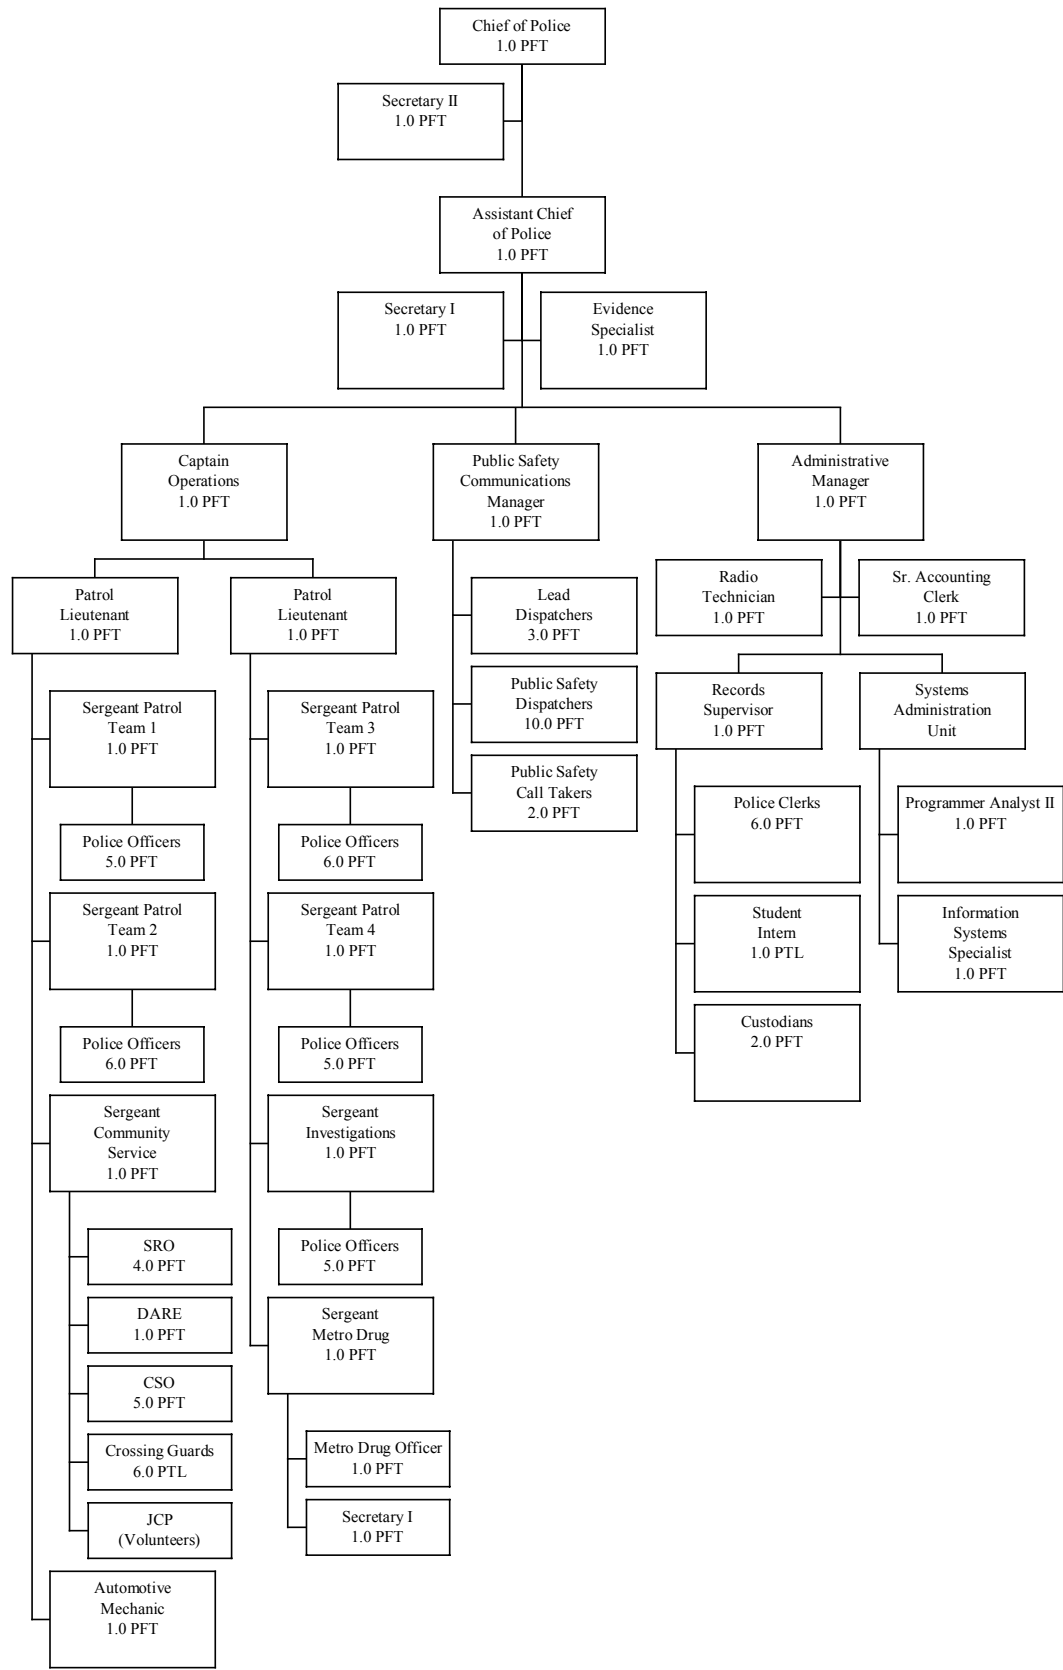 Chief of Police
1.0 PFT
Secretary II
1.0 PFT
Assistant Chief
of Police
1.0 PFT
Secretary I
1.0 PFT
Evidence
Specialist
1.0 PFT
Captain
Operations
1.0 PFT
Public Safety
Communications
Manager
1.0 PFT
Administrative
Manager
1.0 PFT
Patrol
Lieutenant
1.0 PFT
Patrol
Lieutenant
1.0 PFT
Lead
Dispatchers
3.0 PFT
Radio
Technician
1.0 PFT
Sr. Accounting
Clerk
1.0 PFT
Sergeant Patrol
Team 1
1.0 PFT
Sergeant Patrol
Team 3
1.0 PFT
Public Safety
Dispatchers
10.0 PFT
Records
Supervisor
1.0 PFT
Systems
Administration
Unit
Public Safety
Call Takers
2.0 PFT
Police Clerks
6.0 PFT
Programmer Analyst II
1.0 PFT
Police Officers
5.0 PFT
Police Officers
6.0 PFT
Sergeant Patrol
Team 2
1.0 PFT
Sergeant Patrol
Team 4
1.0 PFT
Student
Intern
1.0 PTL
Information
Systems
Specialist
1.0 PFT
Police Officers
6.0 PFT
Police Officers
5.0 PFT
Custodians
2.0 PFT
Sergeant
Community
Service
1.0 PFT
Sergeant
Investigations
1.0 PFT
SRO
4.0 PFT
Police Officers
5.0 PFT
DARE
1.0 PFT
Sergeant
Metro Drug
1.0 PFT
CSO
5.0 PFT
Crossing Guards
6.0 PTL
Metro Drug Officer
1.0 PFT
JCP
(Volunteers)
Secretary I
1.0 PFT
Automotive
Mechanic
1.0 PFT